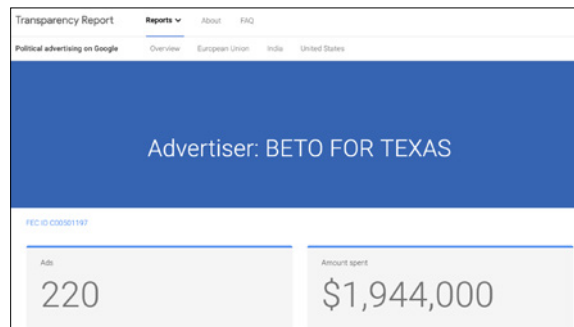 Transparency Report Reports About FAQ
Political advertising on Google Overview European Union India United States
Advertiser: BETO FOR TEXAS
FEC ID C00501197
Ads
220
Amount spent
$1,944,000